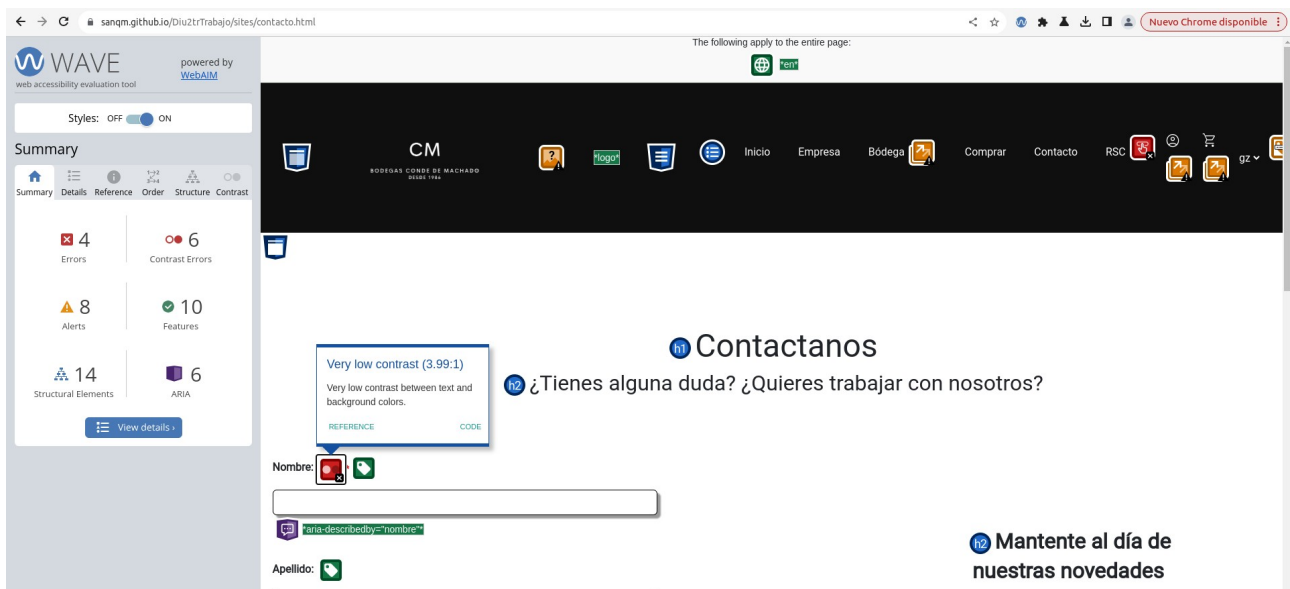 sanqm.github.io/Diu2trTrabajo/sites/contacto.html
Nuevo Chrome disponible
WAVE
web accessibility evaluation tool
powered by
WebAIM
Styles: OFF ON
Summary
Summary Details Reference Order Structure Contrast
4
Errors
6
Contrast Errors
8
Alerts
10
Features
14
Structural Elements
6
ARIA
View details ›
The following apply to the entire page:
*en*
CM
BODEGAS CONDE DE MACHADO
DESDE 1986
*logo*
Inicio Empresa Bódega Comprar Contacto RSC gz
h1 Contactanos
h2 ¿Tienes alguna duda? ¿Quieres trabajar con nosotros?
Very low contrast (3.99:1)
Very low contrast between text and
background colors.
REFERENCE CODE
Nombre: *
*aria-describedby="nombre"*
Apellido:
h2 Mantente al día de
nuestras novedades